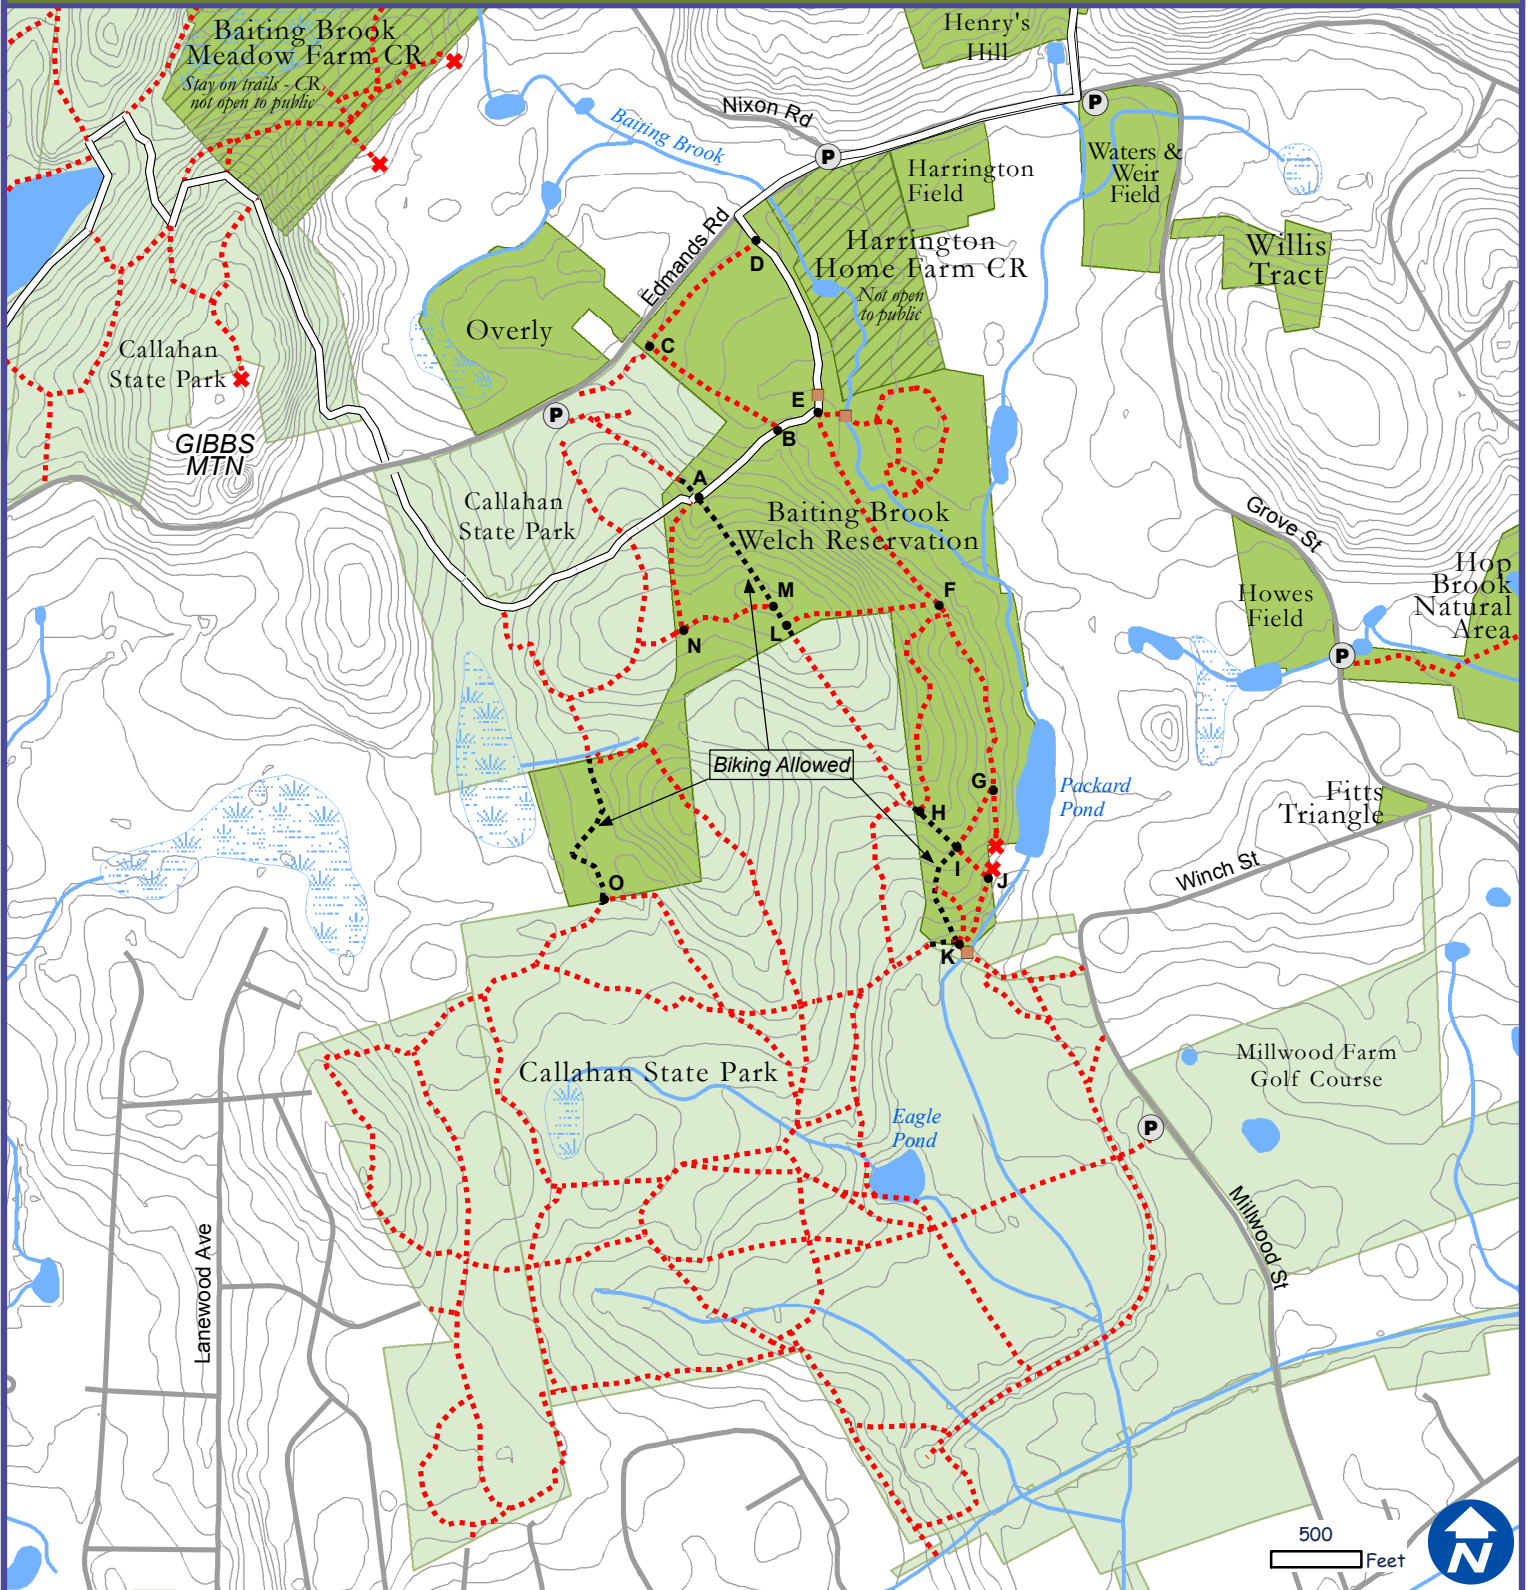 Baiting Brook
Meadow Farm CR
Stay on trails - CR,
not open to public
Henry's
Hill
Nixon Rd
P
P
Baiting Brook
Harrington
Field
Waters &
Weir
Field
Edmands Rd
Harrington
Home Farm CR
Not open
to public
Willis
Tract
D
Overly
C
Callahan
State Park
E
P
B
GIBBS
MTN
A
Callahan
State Park
Baiting Brook
Welch Reservation
Grove St
Hop
Brook
Natural
Area
Howes
Field
M
F
L
N
P
Biking Allowed
G
Packard
Pond
H
Fitts
Triangle
I
J
O
Winch St
K
Callahan State Park
Millwood Farm
Golf Course
Eagle
Pond
P
Millwood St
Lanewood Ave
500
Feet
N